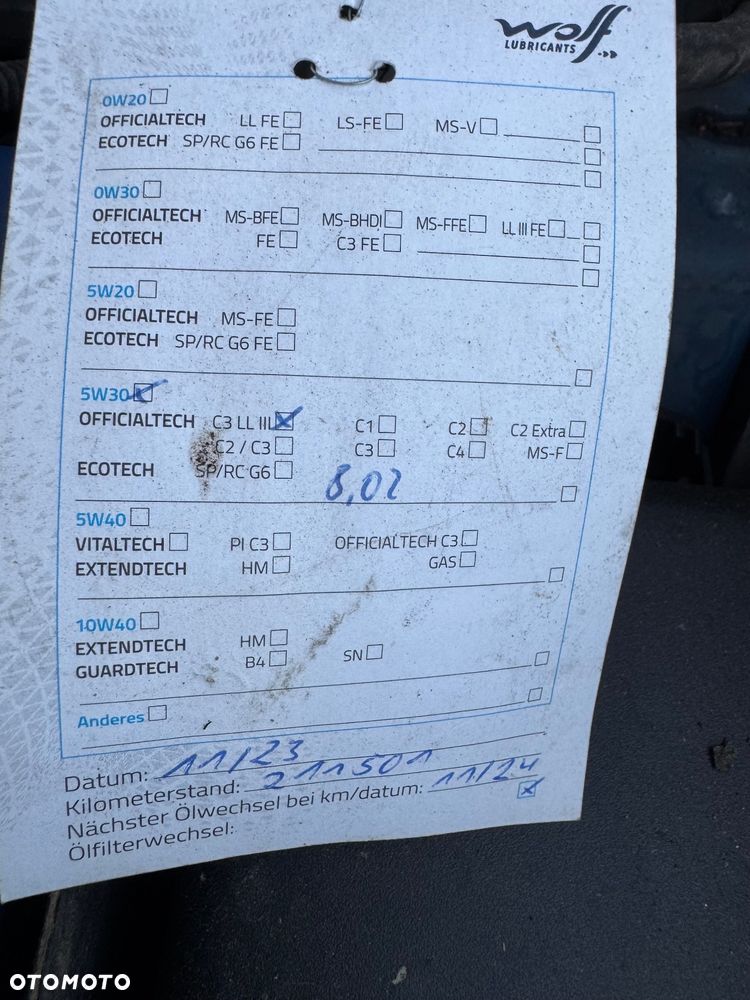 Wolf
LUBRICANTS
0W20
OFFICIALTECH LL FE LS-FE MS-V
ECOTECH SP/RC G6 FE
0W30
OFFICIALTECH MS-BFE MS-BHDI MS-FFE LL III FE
ECOTECH FE C3 FE
5W20
OFFICIALTECH MS-FE
ECOTECH SP/RC G6 FE
5W30
OFFICIALTECH C3 LL III C1 C2 C2 Extra
C2 / C3 C3 C4 MS-F
ECOTECH SP/RC G6
8,02
5W40
VITALTECH PI C3 OFFICIALTECH C3
EXTENDTECH HM GAS
10W40
EXTENDTECH HM
GUARDTECH B4 SN
Anderes
Datum: 11/23
Kilometerstand: 211501
Nächster Ölwechsel bei km/datum: 11/24
Ölfilterwechsel:
OTOMOTO